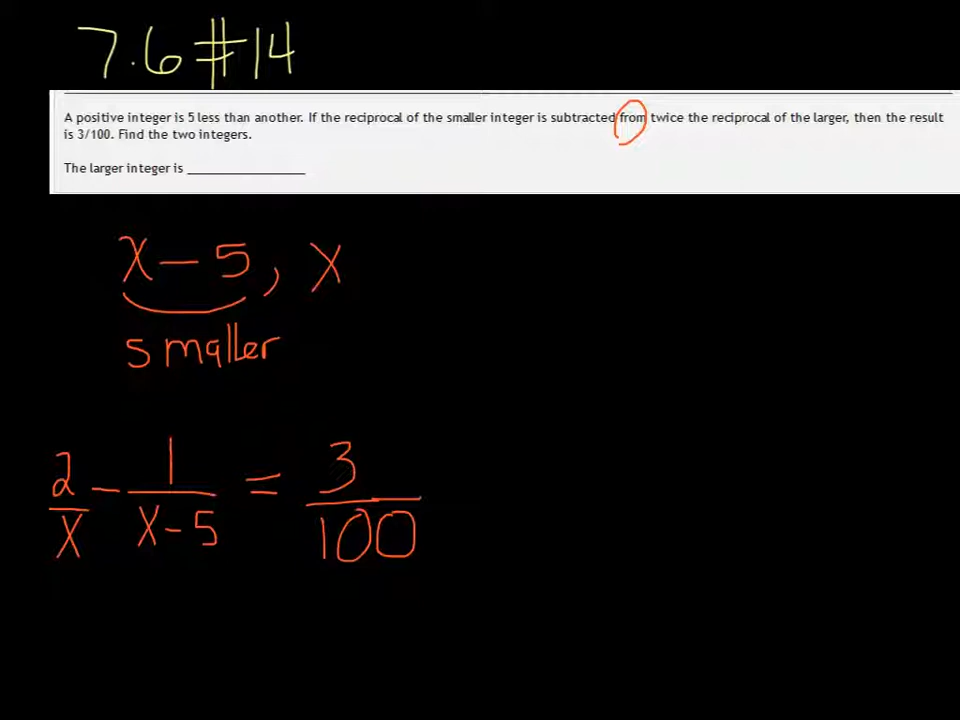 7.6 #14
A positive integer is 5 less than another. If the reciprocal of the smaller integer is subtracted from twice the reciprocal of the larger, then the result
is 3/100. Find the two integers.
The larger integer is ________________
x - 5, x
smaller
2/x - 1/(x-5) = 3/100